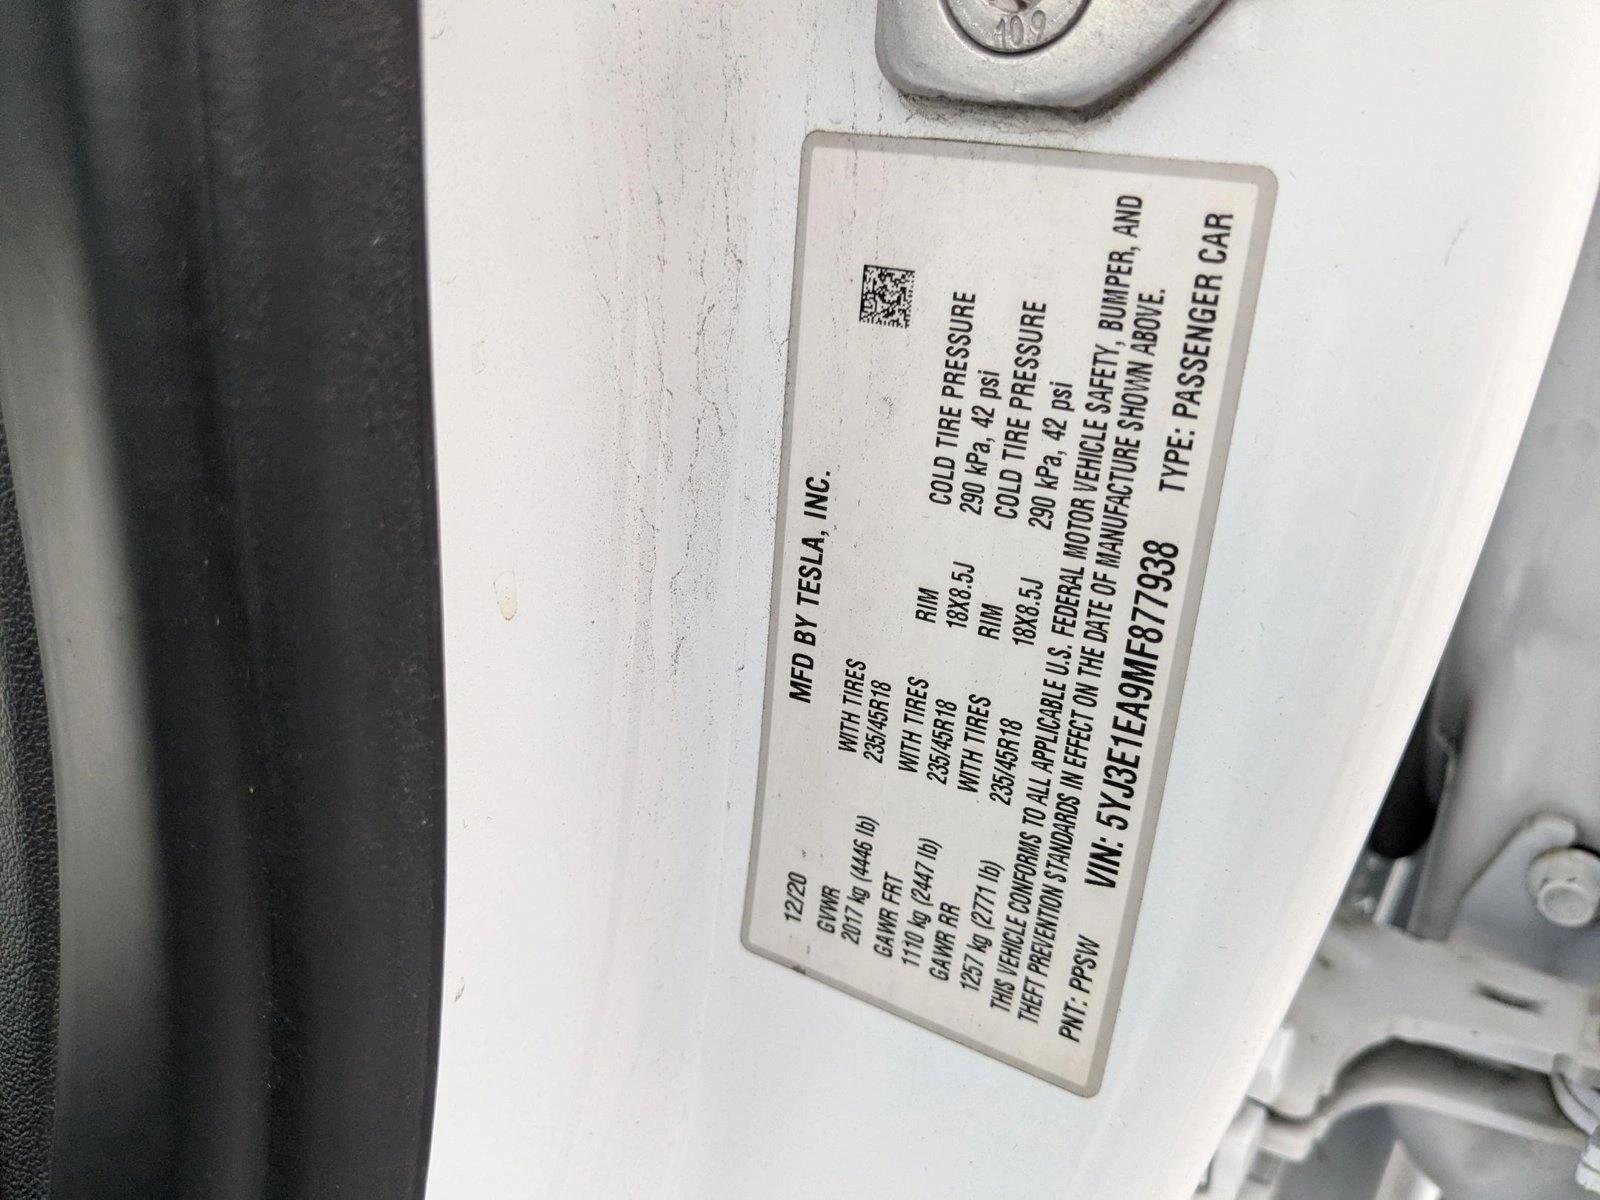 109
MFD BY TESLA, INC.
12/20
GVWR WITH TIRES
2017 kg (4446 lb) 235/45R18
GAWR FRT WITH TIRES RIM COLD TIRE PRESSURE
1110 kg (2447 lb) 235/45R18 18X8.5J 290 kPa, 42 psi
GAWR RR WITH TIRES RIM COLD TIRE PRESSURE
1257 kg (2771 lb) 235/45R18 18X8.5J 290 kPa, 42 psi
THIS VEHICLE CONFORMS TO ALL APPLICABLE U.S. FEDERAL MOTOR VEHICLE SAFETY, BUMPER, AND
THEFT PREVENTION STANDARDS IN EFFECT ON THE DATE OF MANUFACTURE SHOWN ABOVE.
PNT: PPSW VIN: 5YJ3E1EA9MF877938 TYPE: PASSENGER CAR